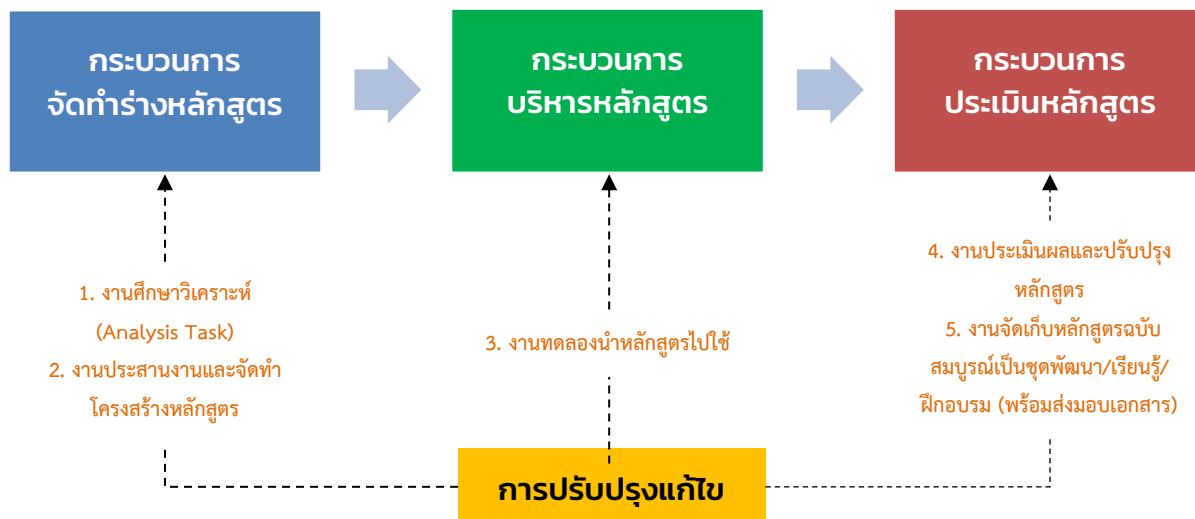 กระบวนการ
จัดทำร่างหลักสูตร
กระบวนการ
บริหารหลักสูตร
กระบวนการ
ประเมินหลักสูตร
1. งานศึกษาวิเคราะห์
(Analysis Task)
2. งานประสานงานและจัดทำ
โครงสร้างหลักสูตร
3. งานทดลองนำหลักสูตรไปใช้
4. งานประเมินผลและปรับปรุง
หลักสูตร
5. งานจัดเก็บหลักสูตรฉบับ
สมบูรณ์เป็นชุดพัฒนา/เรียนรู้/
ฝึกอบรม (พร้อมส่งมอบเอกสาร)
การปรับปรุงแก้ไข